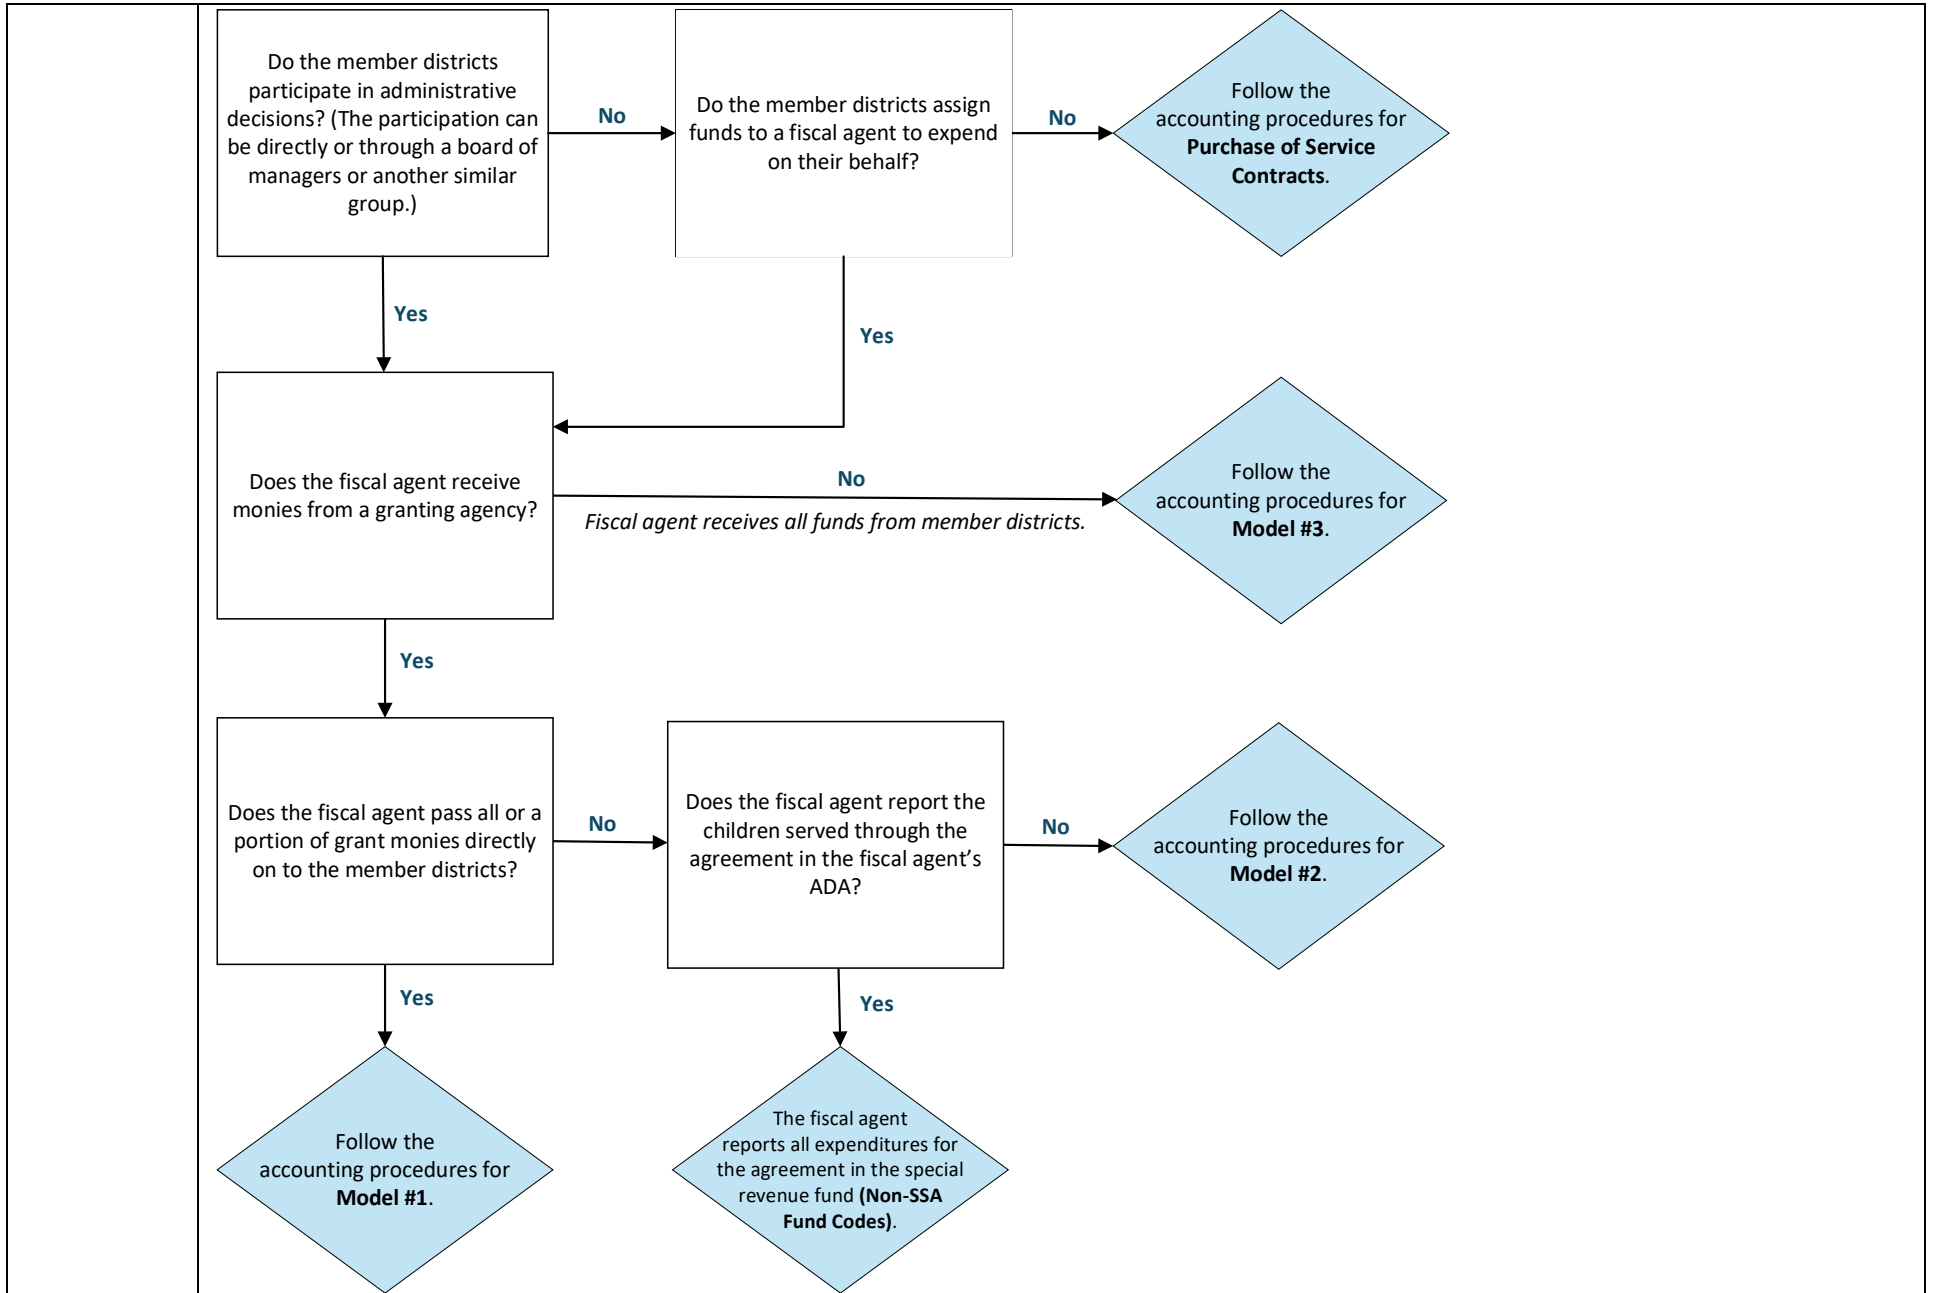 Do the member districts
participate in administrative
decisions? (The participation can
be directly or through a board of
managers or another similar
group.)
No
Do the member districts assign
funds to a fiscal agent to expend
on their behalf?
No
Follow the
accounting procedures for
Purchase of Service
Contracts.
Yes
Yes
Does the fiscal agent receive
monies from a granting agency?
No
Fiscal agent receives all funds from member districts.
Follow the
accounting procedures for
Model #3.
Yes
Does the fiscal agent pass all or a
portion of grant monies directly
on to the member districts?
No
Does the fiscal agent report the
children served through the
agreement in the fiscal agent’s
ADA?
No
Follow the
accounting procedures for
Model #2.
Yes
Yes
Follow the
accounting procedures for
Model #1.
The fiscal agent
reports all expenditures for
the agreement in the special
revenue fund (Non-SSA
Fund Codes).